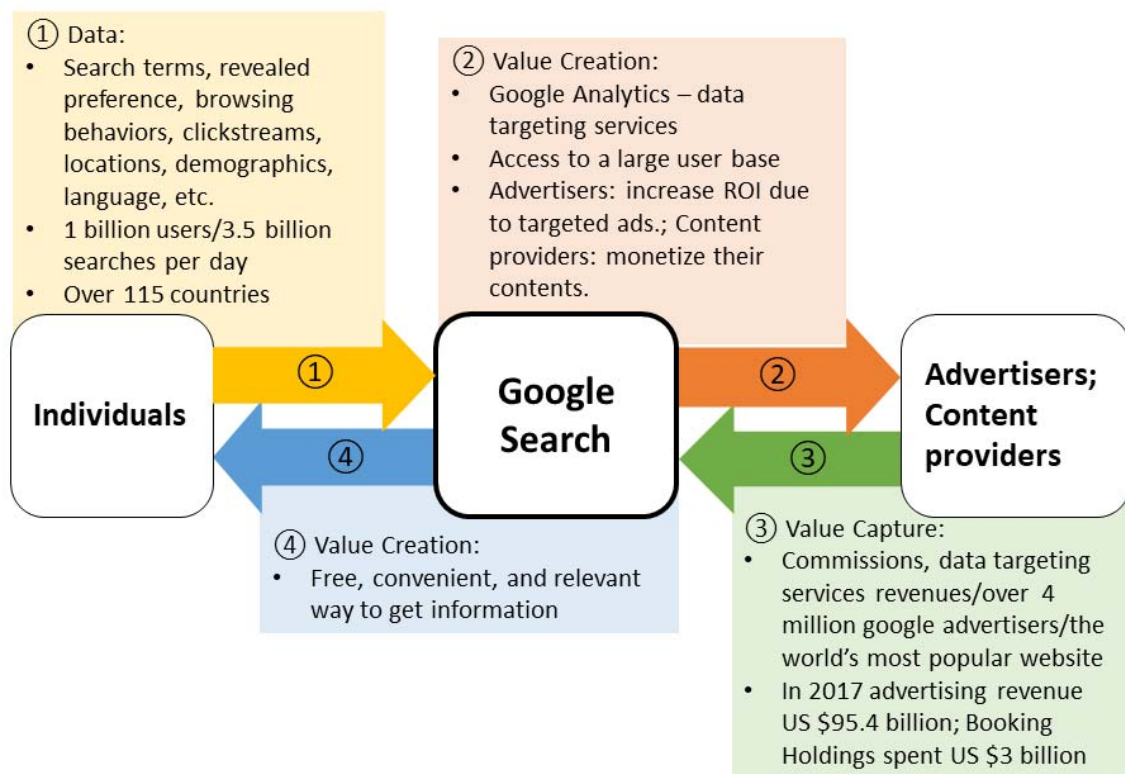 ① Data:
• Search terms, revealed
preference, browsing
behaviors, clickstreams,
locations, demographics,
language, etc.
• 1 billion users/3.5 billion
searches per day
• Over 115 countries
② Value Creation:
• Google Analytics – data
targeting services
• Access to a large user base
• Advertisers: increase ROI due
to targeted ads.; Content
providers: monetize their
contents.
Individuals
①
④
Google
Search
②
③
Advertisers;
Content
providers
④ Value Creation:
• Free, convenient, and relevant
way to get information
③ Value Capture:
• Commissions, data targeting
services revenues/over 4
million google advertisers/the
world's most popular website
• In 2017 advertising revenue
US $95.4 billion; Booking
Holdings spent US $3 billion